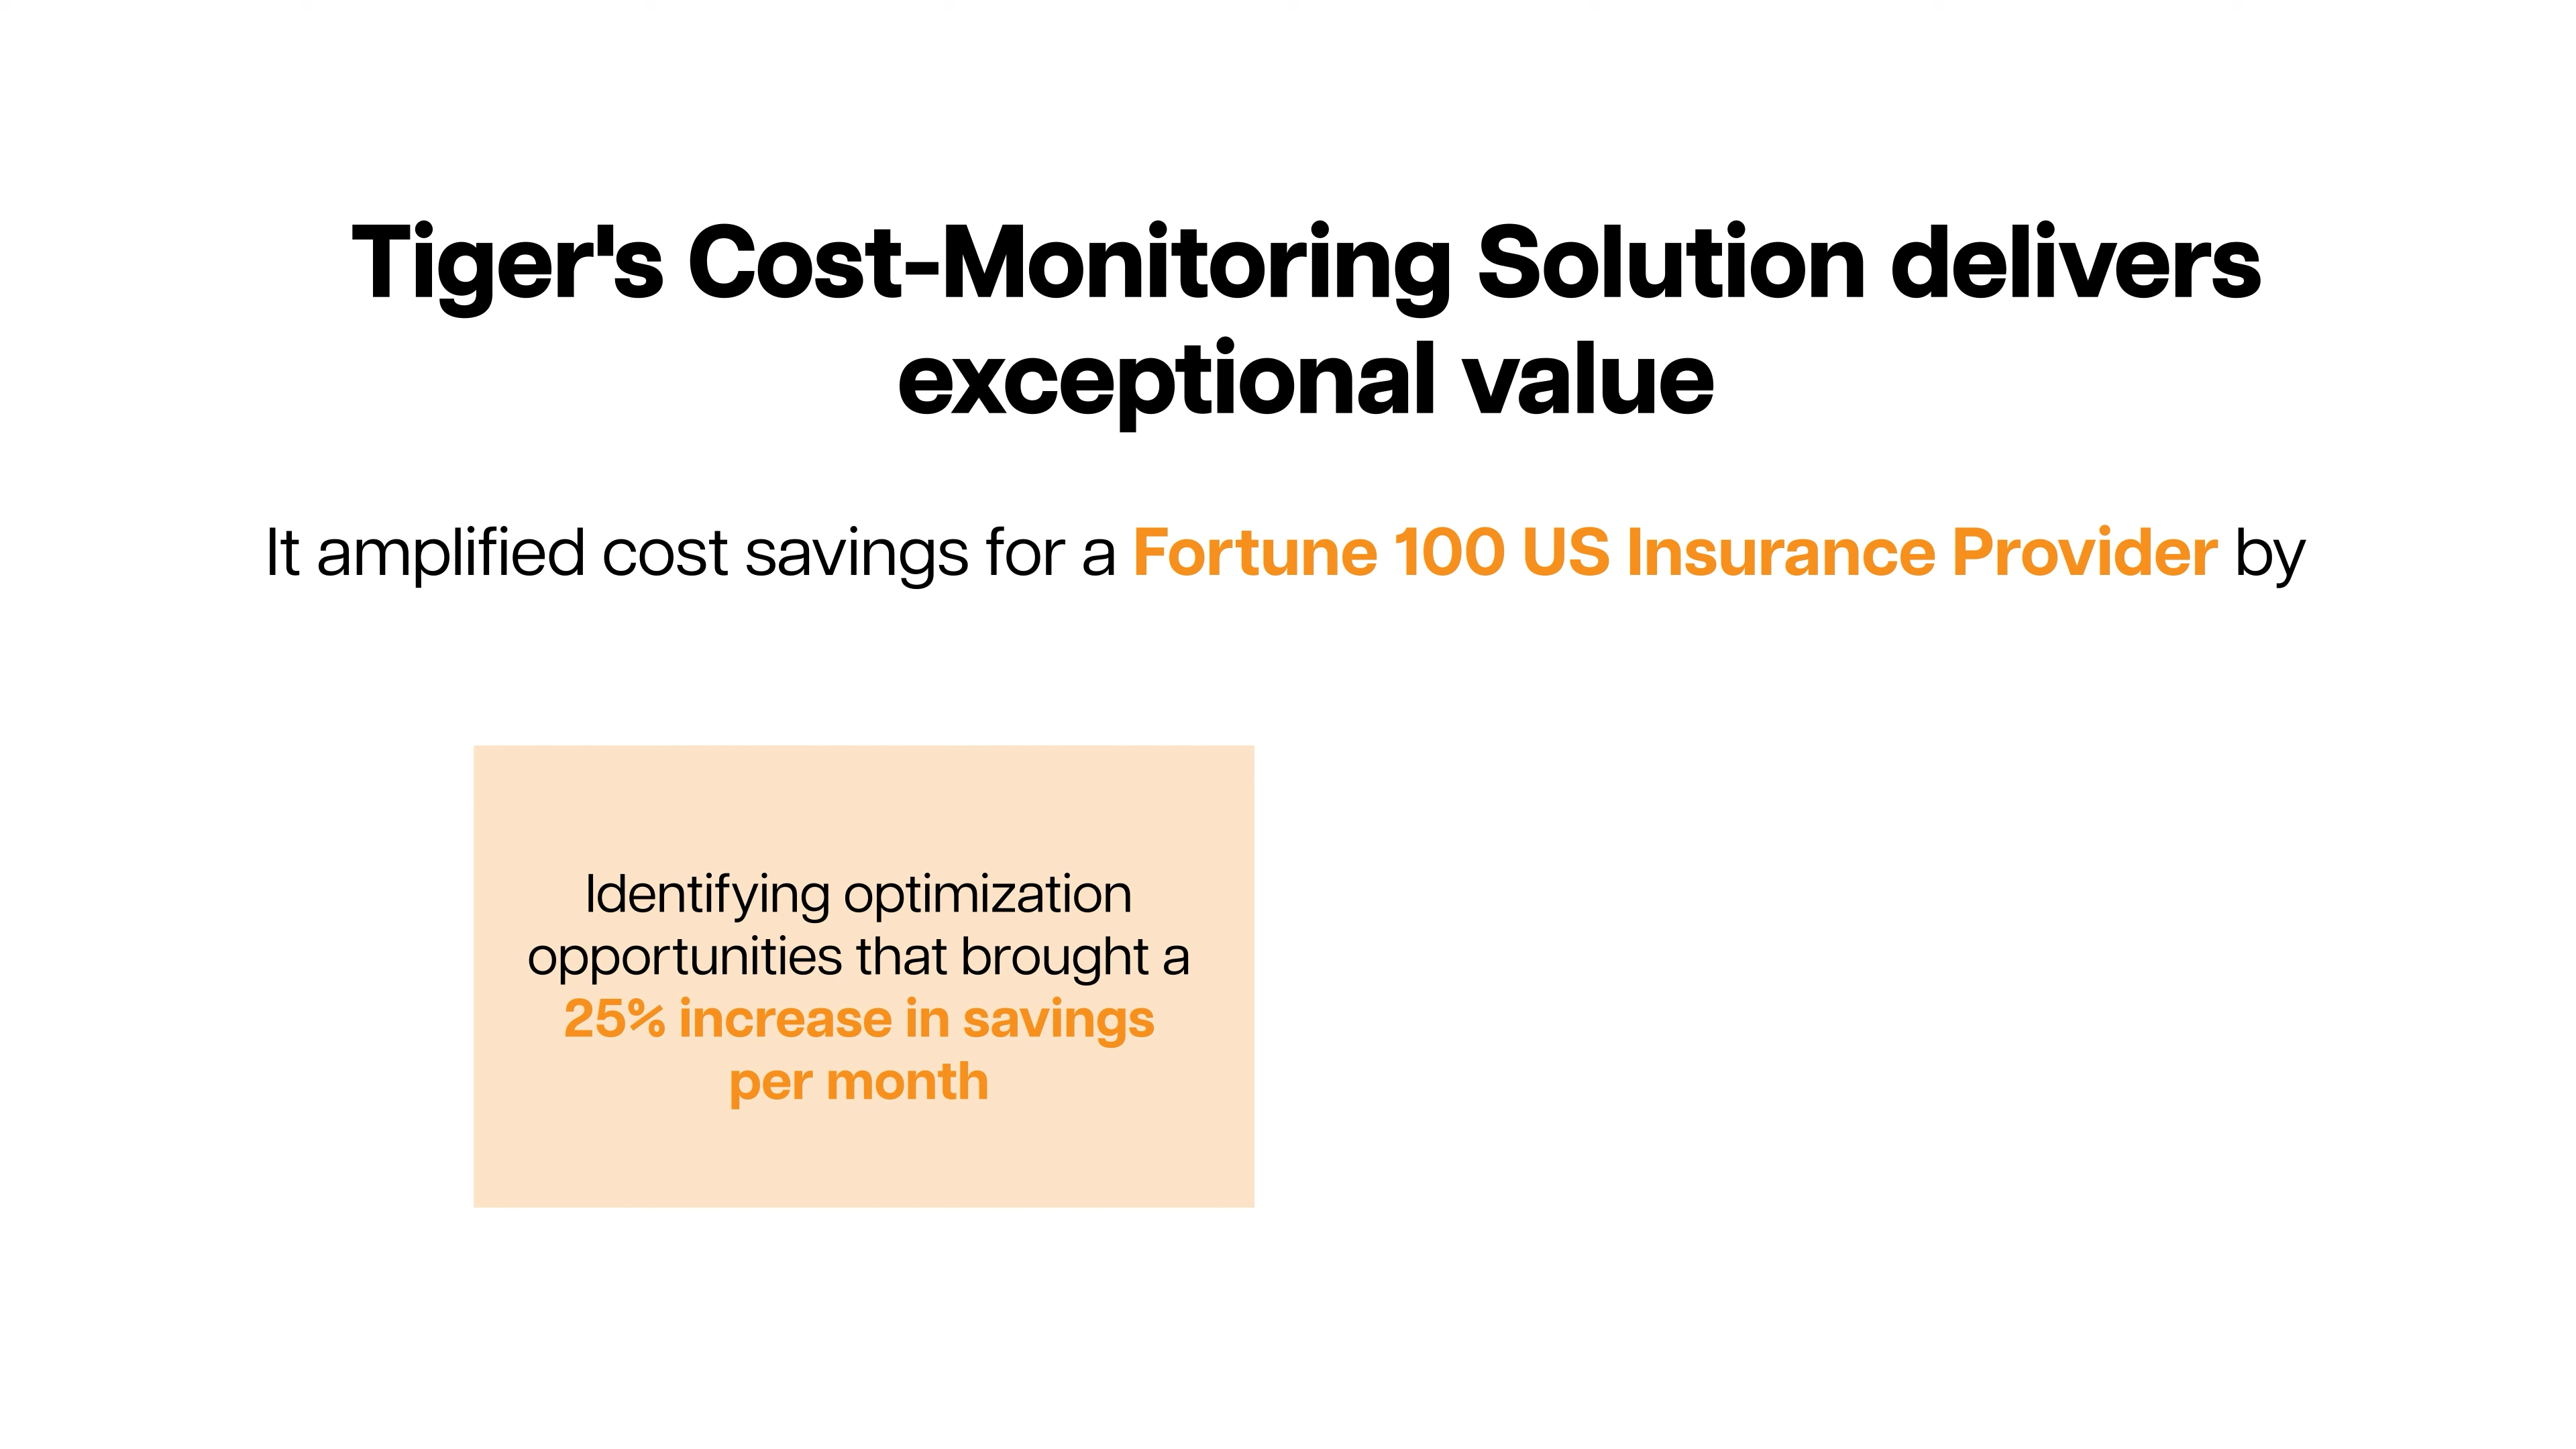 Tiger's Cost-Monitoring Solution delivers
exceptional value
It amplified cost savings for a Fortune 100 US Insurance Provider by
Identifying optimization
opportunities that brought a
25% increase in savings
per month